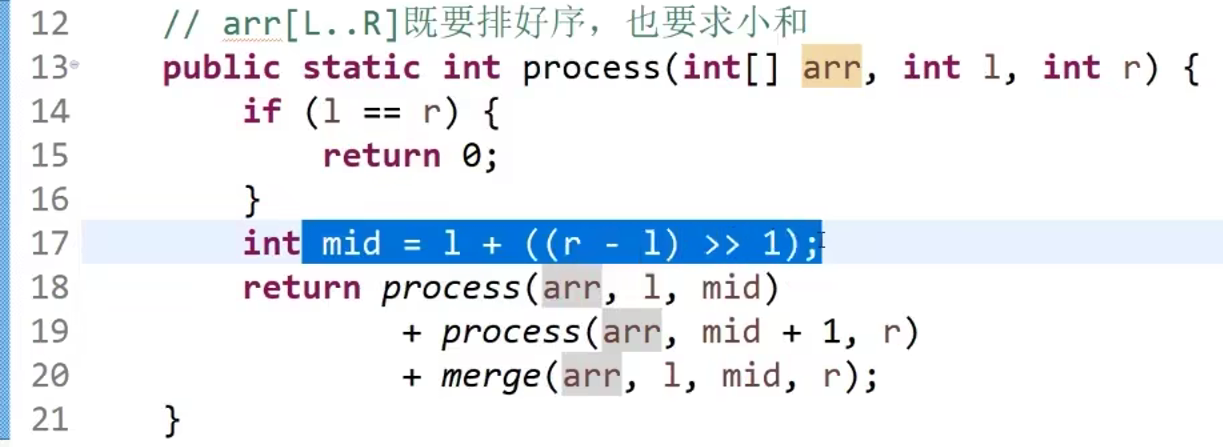 12 // arr[L..R]既要排好序，也要求小和
13 public static int process(int[] arr, int l, int r) {
14 if (l == r) {
15 return 0;
16 }
17 int mid = l + ((r - l) >> 1);
18 return process(arr, l, mid)
19 + process(arr, mid + 1, r)
20 + merge(arr, l, mid, r);
21 }